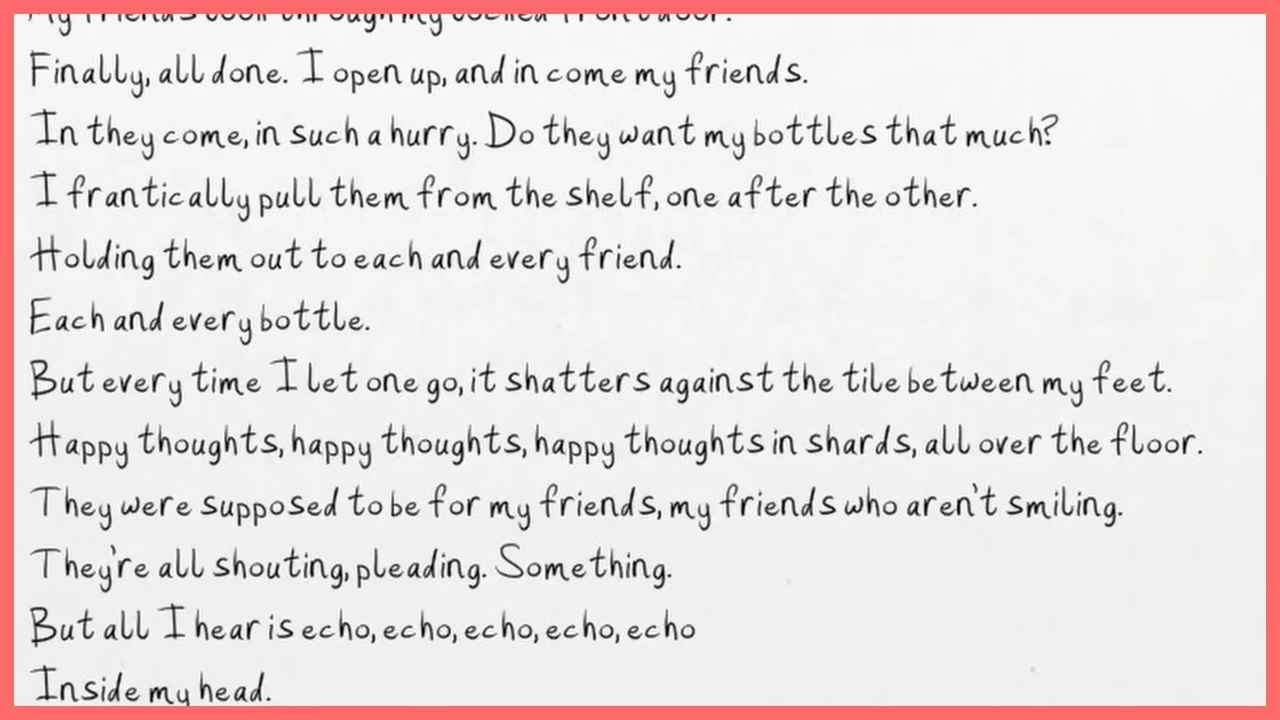 Finally, all done. I open up, and in come my friends.
In they come, in such a hurry. Do they want my bottles that much?
I frantically pull them from the shelf, one after the other.
Holding them out to each and every friend.
Each and every bottle.
But every time I let one go, it shatters against the tile between my feet.
Happy thoughts, happy thoughts, happy thoughts in shards, all over the floor.
They were supposed to be for my friends, my friends who aren't smiling.
They're all shouting, pleading. Something.
But all I hear is echo, echo, echo, echo, echo
Inside my head.